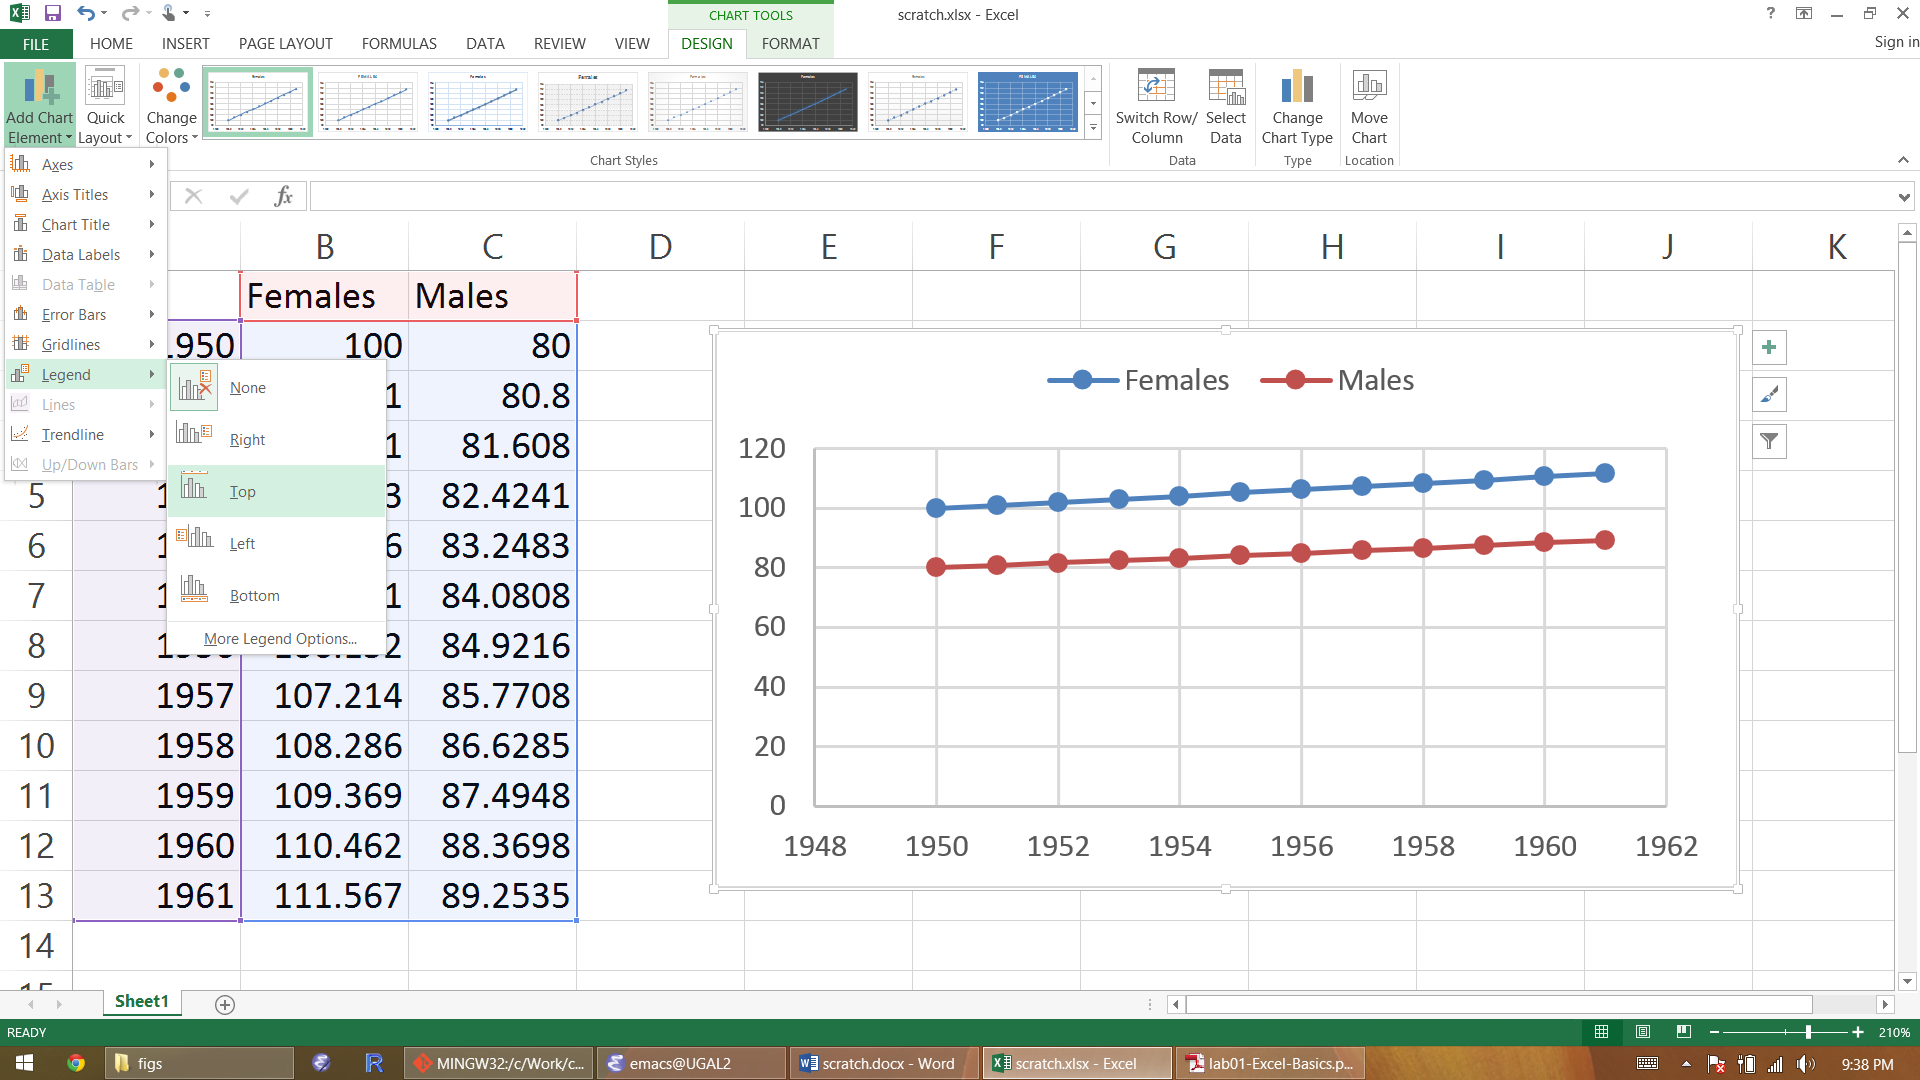 CHART TOOLS
scratch.xlsx - Excel
?
FILE HOME INSERT PAGE LAYOUT FORMULAS DATA REVIEW VIEW DESIGN FORMAT Sign in
Add Chart Element
Quick Layout
Change Colors
Switch Row/ Column
Select Data
Change Chart Type
Move Chart
Chart Styles
Data
Type
Location
fx
Axes
Axis Titles
Chart Title
Data Labels
Data Table
Error Bars
Gridlines
Legend
Lines
Trendline
Up/Down Bars
None
Right
Top
Left
Bottom
More Legend Options...
B C D E F G H I J K
Females Males
1950 100 80
1 80.8
1 81.608
5 1 3 82.4241
6 1 6 83.2483
7 1 1 84.0808
8 84.9216
9 1957 107.214 85.7708
10 1958 108.286 86.6285
11 1959 109.369 87.4948
12 1960 110.462 88.3698
13 1961 111.567 89.2535
14
15
Females Males
120
100
80
60
40
20
0
1948 1950 1952 1954 1956 1958 1960 1962
Sheet1
READY
210%
figs
R
MINGW32:/c/Work/c...
emacs@UGAL2
scratch.docx - Word
scratch.xlsx - Excel
lab01-Excel-Basics.p...
9:38 PM